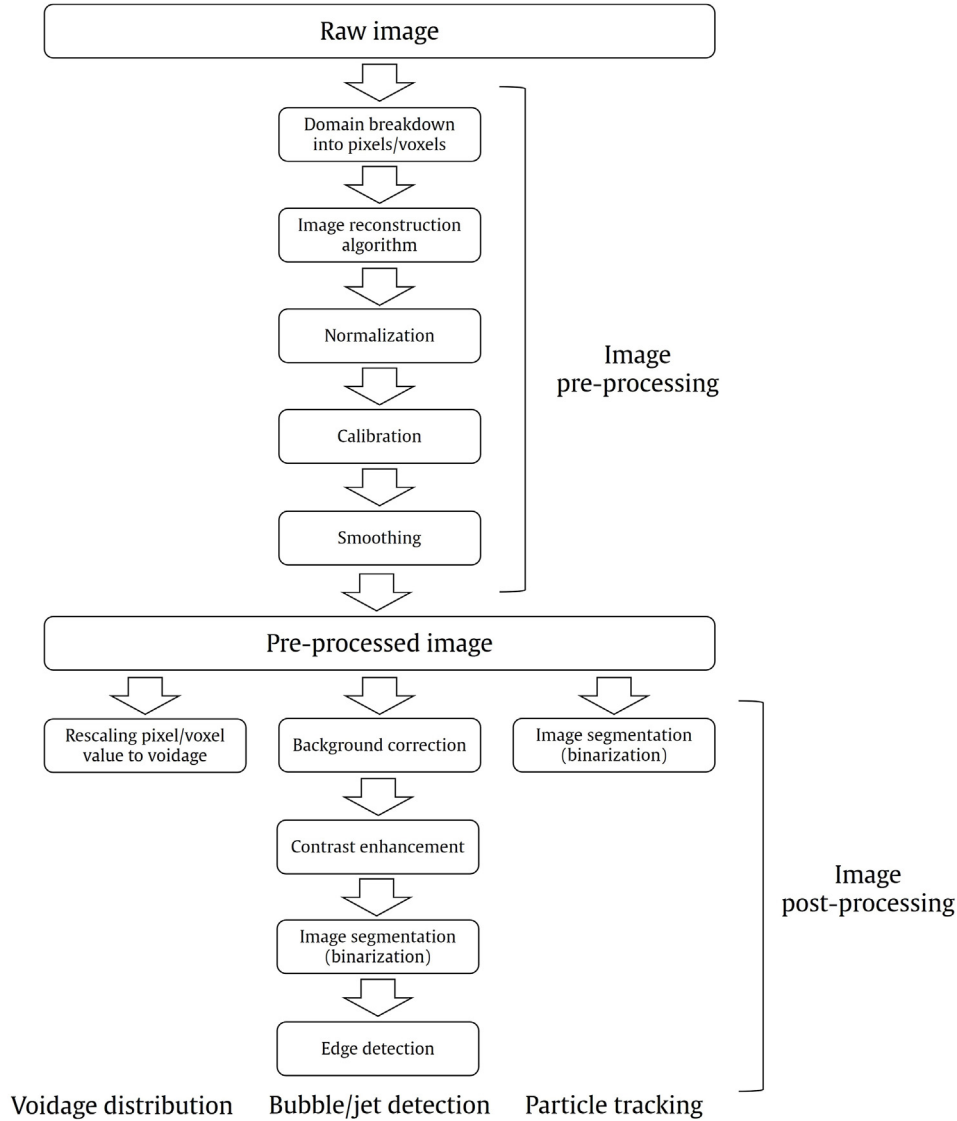 Raw image
Domain breakdown
into pixels/voxels
Image reconstruction
algorithm
Normalization
Calibration
Smoothing
Image
pre-processing
Pre-processed image
Rescaling pixel/voxel
value to voidage
Background correction
Image segmentation
(binarization)
Contrast enhancement
Image segmentation
(binarization)
Edge detection
Image
post-processing
Voidage distribution
Bubble/jet detection
Particle tracking